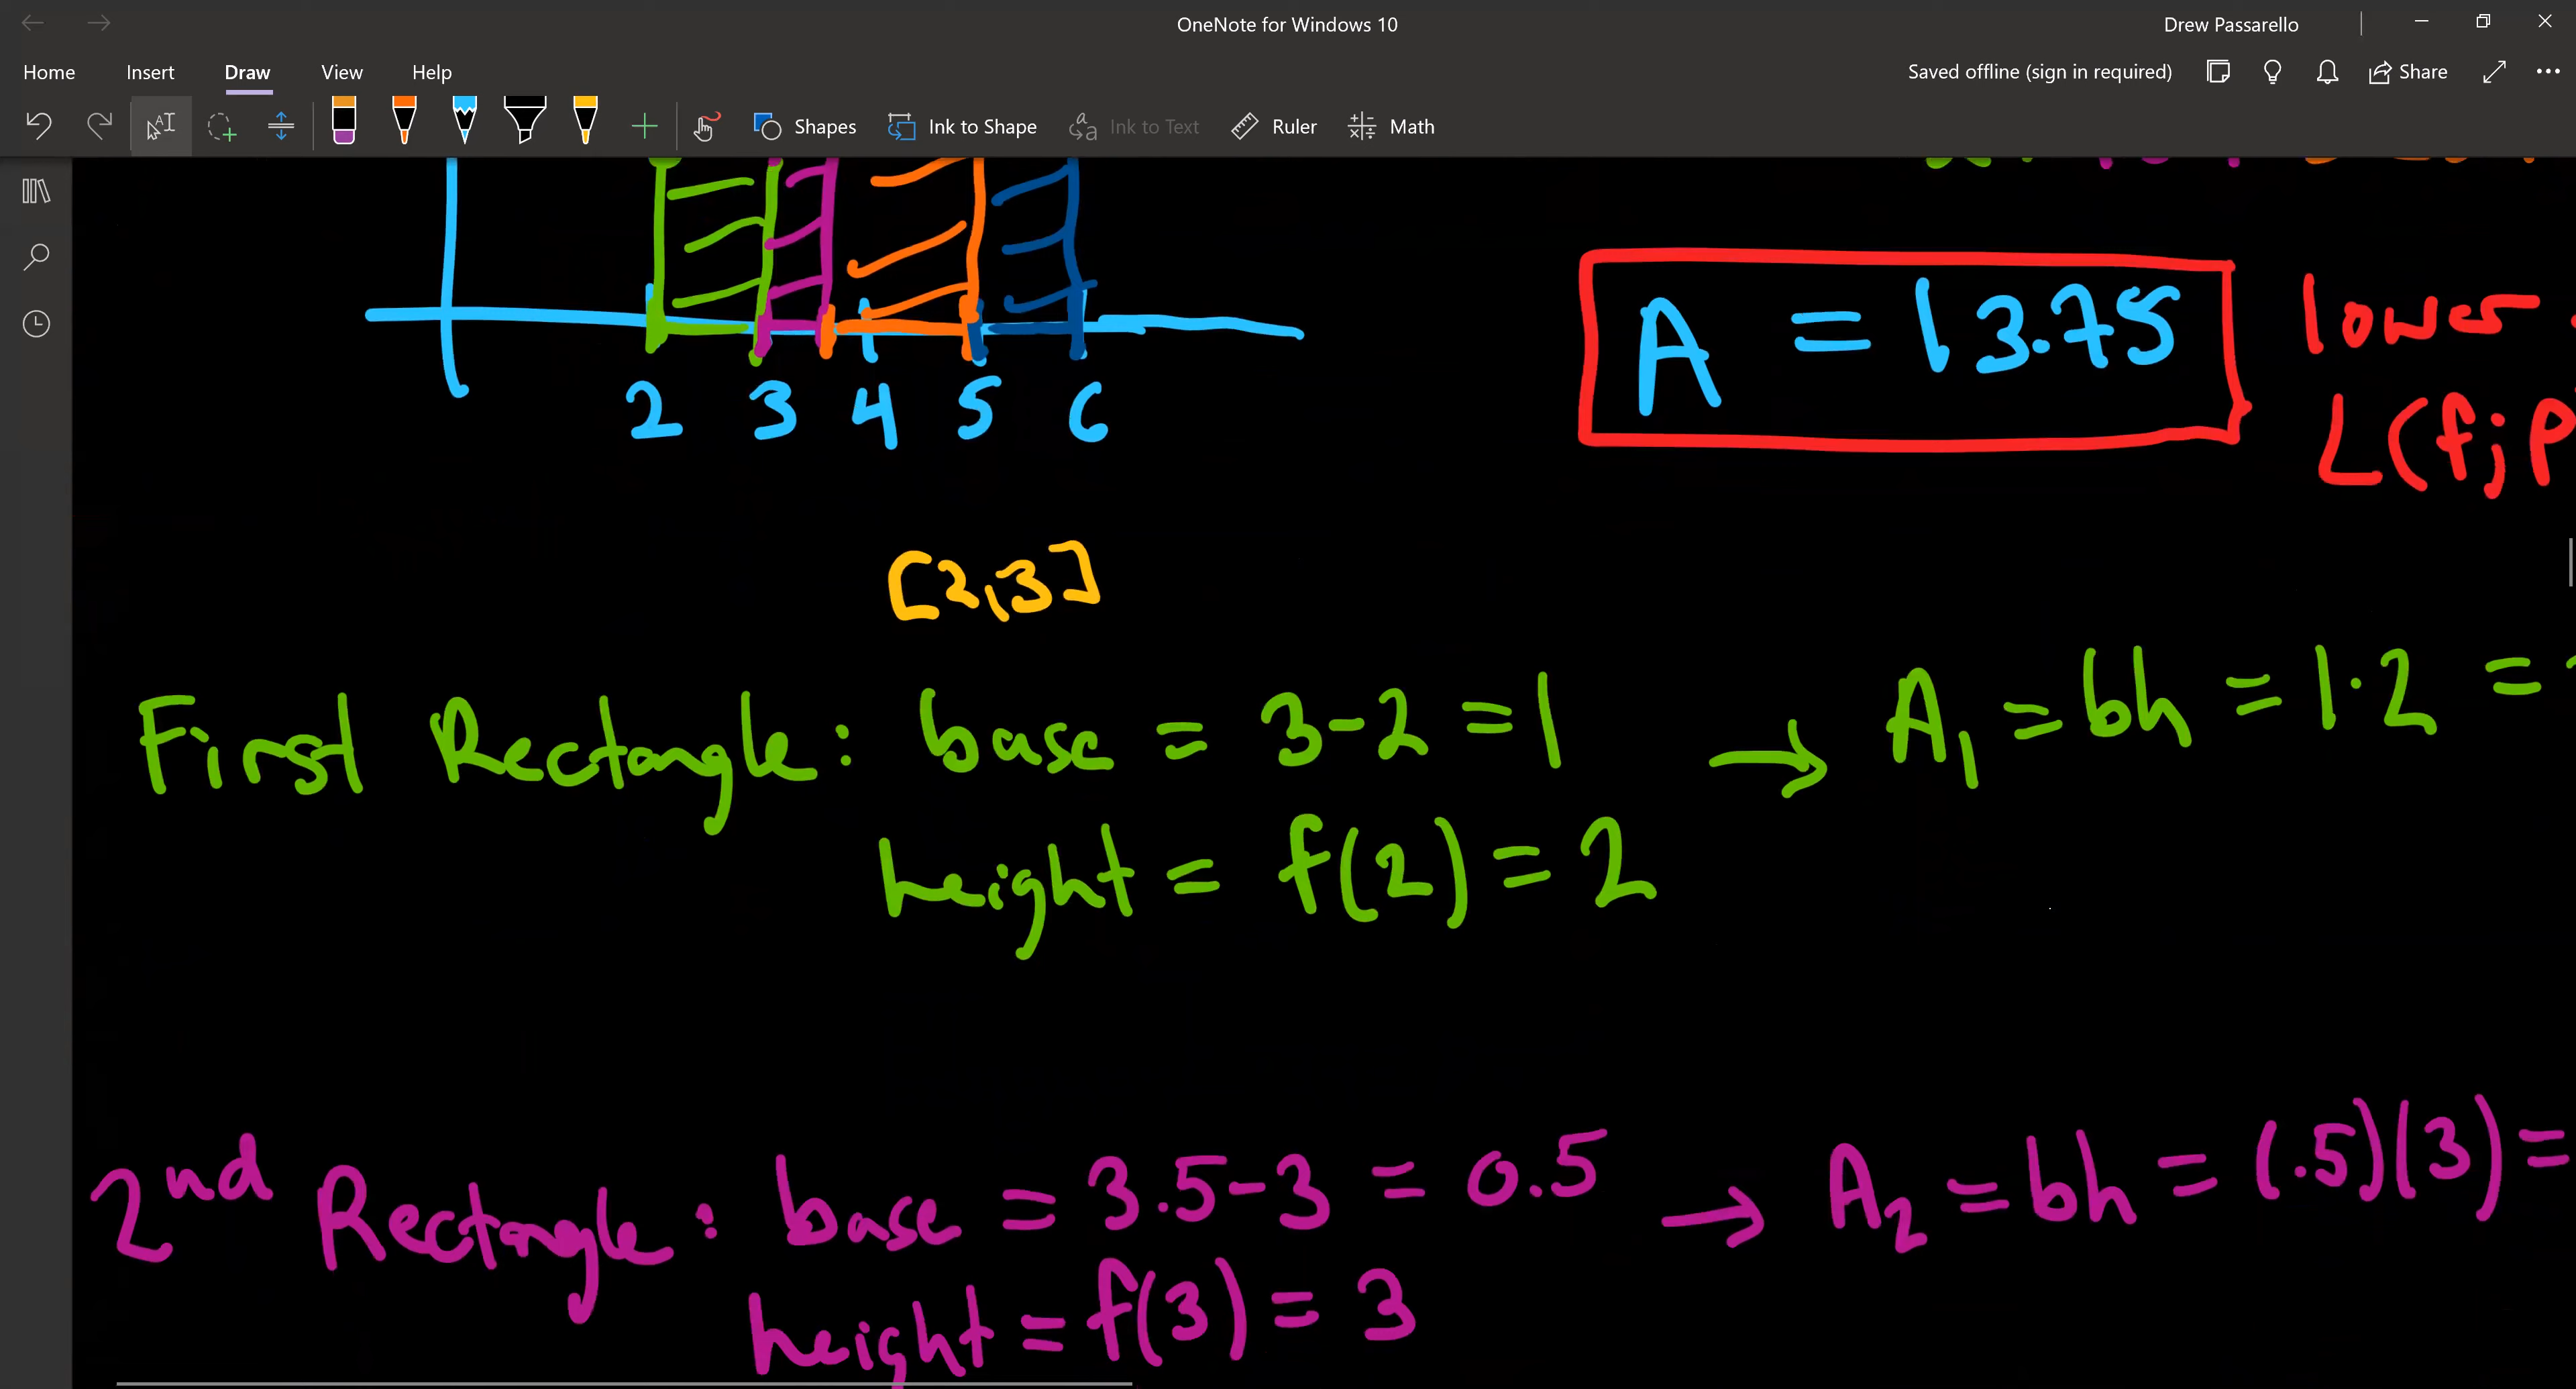 OneNote for Windows 10
Drew Passarello
Home Insert Draw View Help
Saved offline (sign in required) Share
Shapes Ink to Shape Ink to Text Ruler Math
2 3 4 5 6
A = 13.75
lower
L(f;P
[2,3]
First Rectangle: base = 3-2 = 1 → A₁ = bh = 1·2 =
height = f(2) = 2
2nd Rectangle: base = 3.5-3 = 0.5 → A₂ = bh = (.5)(3) =
height = f(3) = 3